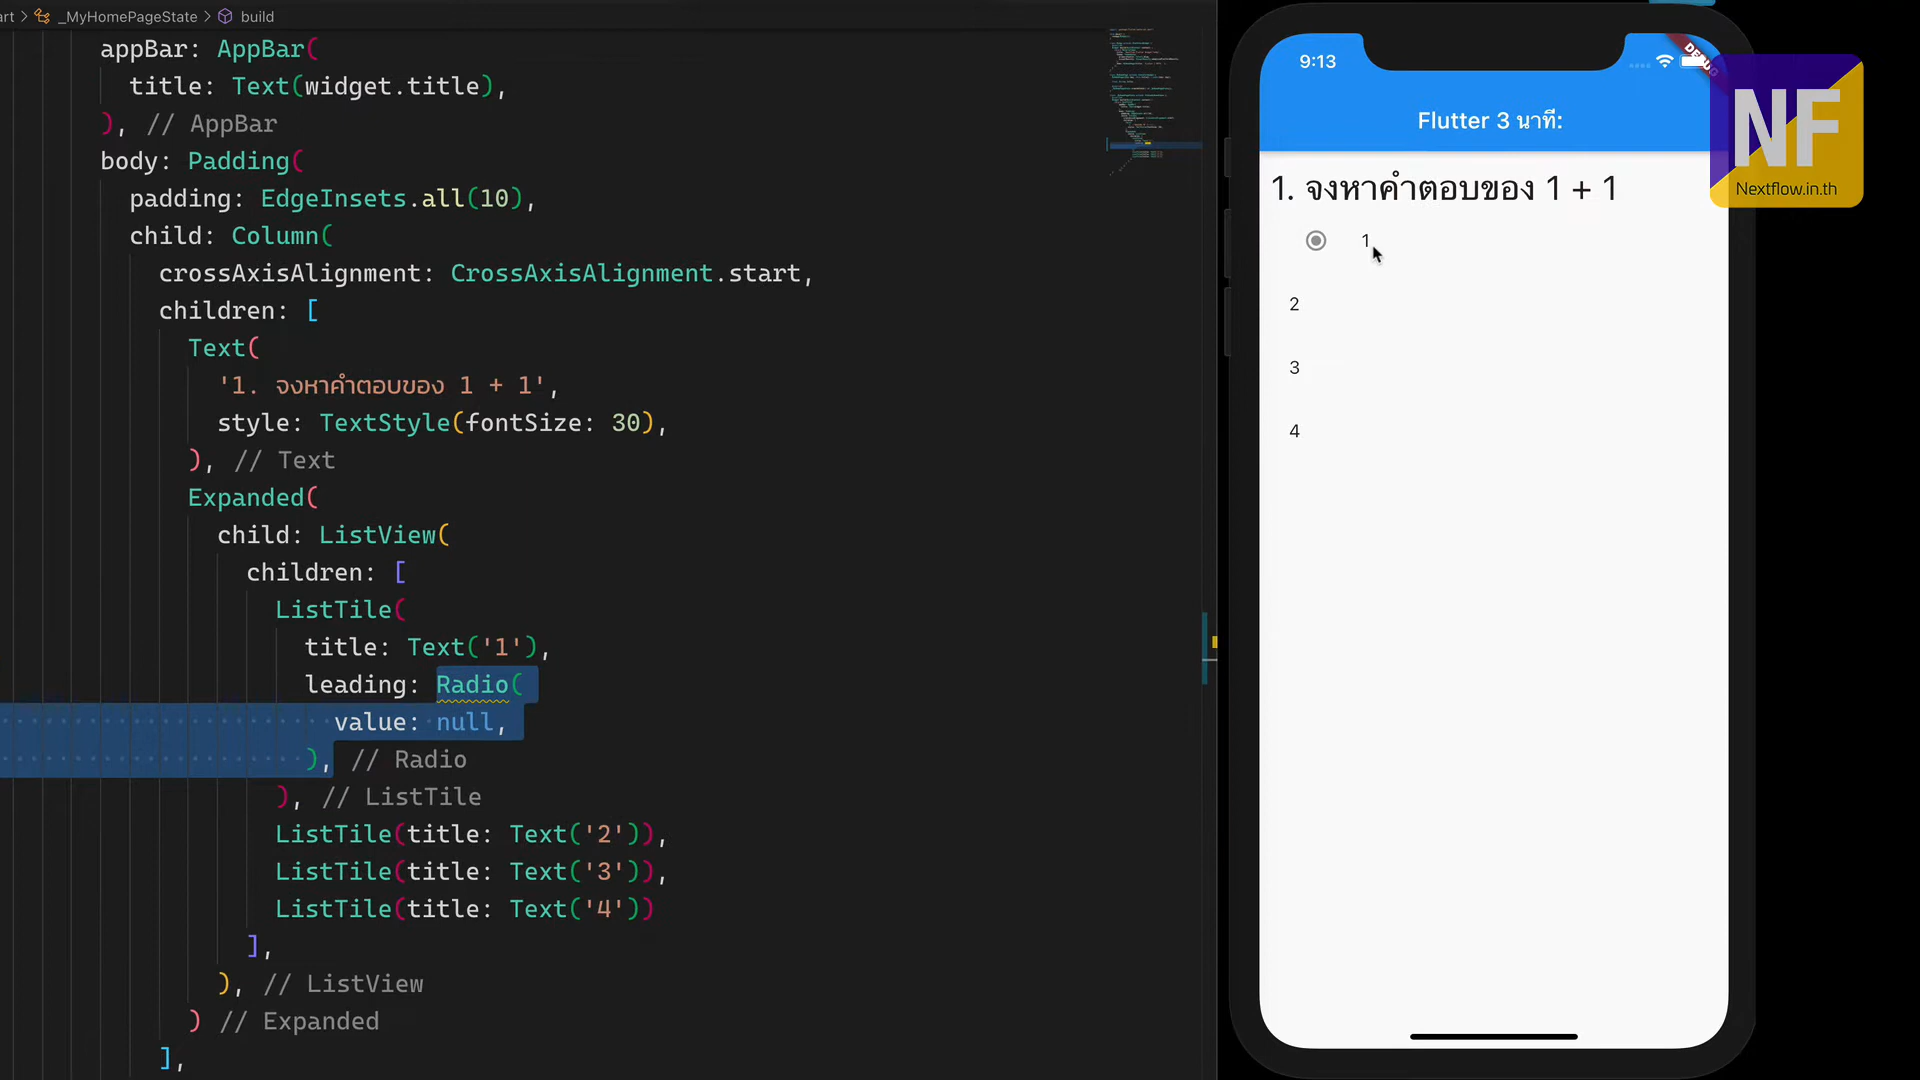 art > _MyHomePageState > build
appBar: AppBar(
title: Text(widget.title),
), // AppBar
body: Padding(
padding: EdgeInsets.all(10),
child: Column(
crossAxisAlignment: CrossAxisAlignment.start,
children: [
Text(
'1. จงหาคำตอบของ 1 + 1',
style: TextStyle(fontSize: 30),
), // Text
Expanded(
child: ListView(
children: [
ListTile(
title: Text('1'),
leading: Radio(
value: null,
), // Radio
), // ListTile
ListTile(title: Text('2')),
ListTile(title: Text('3')),
ListTile(title: Text('4'))
],
), // ListView
) // Expanded
],
9:13
DEBUG
Flutter 3 นาที:
1. จงหาคำตอบของ 1 + 1
1
2
3
4
NF
Nextflow.in.th